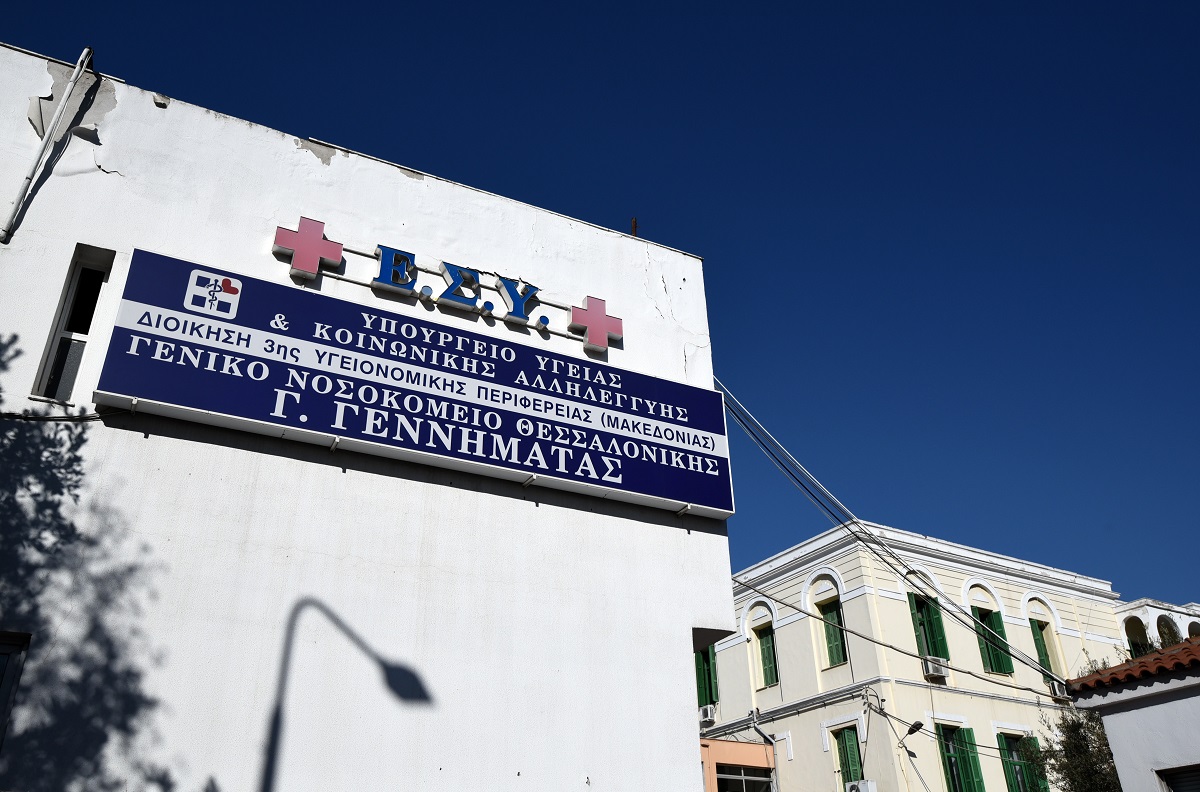 Ε.Σ.Υ.
ΥΠΟΥΡΓΕΙΟ ΥΓΕΙΑΣ
& ΚΟΙΝΩΝΙΚΗΣ ΑΛΛΗΛΕΓΓΥΗΣ
ΔΙΟΙΚΗΣΗ 3ης ΥΓΕΙΟΝΟΜΙΚΗΣ ΠΕΡΙΦΕΡΕΙΑΣ (ΜΑΚΕΔΟΝΙΑΣ)
ΓΕΝΙΚΟ ΝΟΣΟΚΟΜΕΙΟ ΘΕΣΣΑΛΟΝΙΚΗΣ
Γ. ΓΕΝΝΗΜΑΤΑΣ